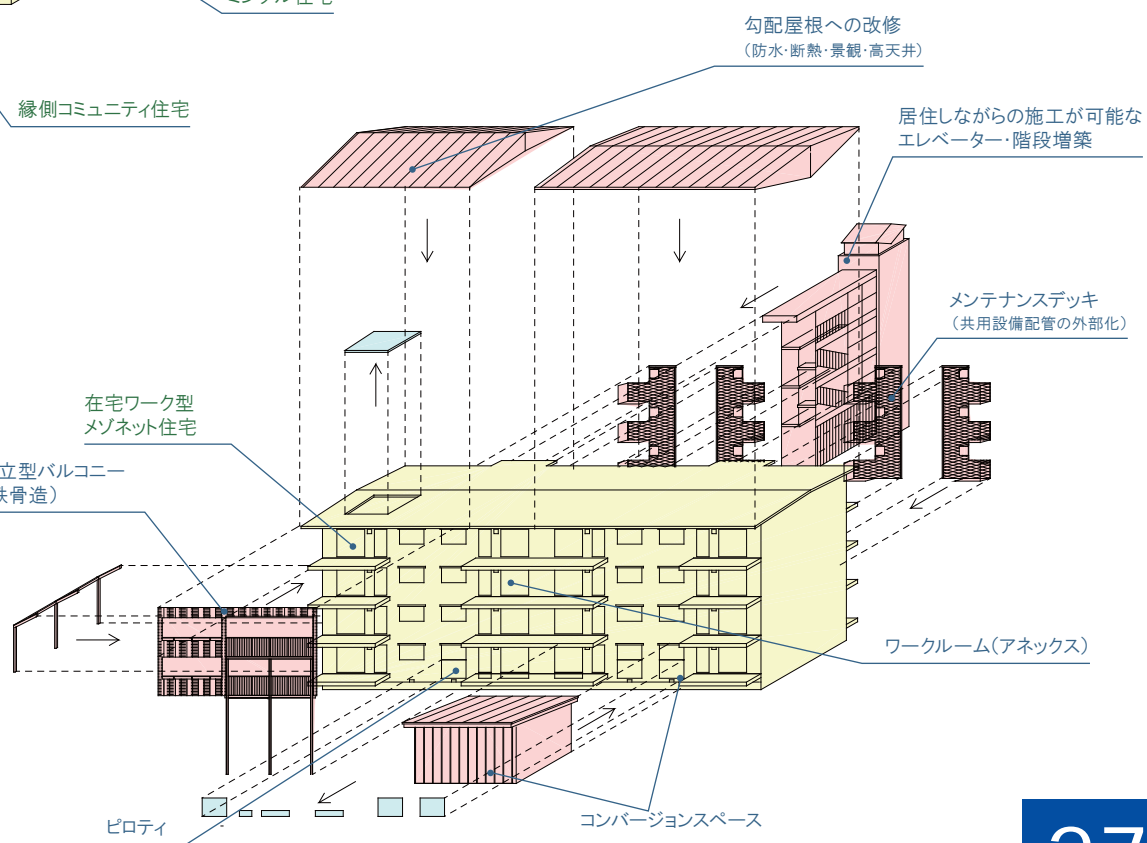 勾配屋根への改修
(防水・断熱・景観・高天井)
縁側コミュニティ住宅
居住しながらの施工が可能な
エレベーター・階段増築
メンテナンスデッキ
(共用設備配管の外部化)
在宅ワーク型
メゾネット住宅
立型バルコニー
骨造)
ワークルーム(アネックス)
コンバージョンスペース
ピロティ